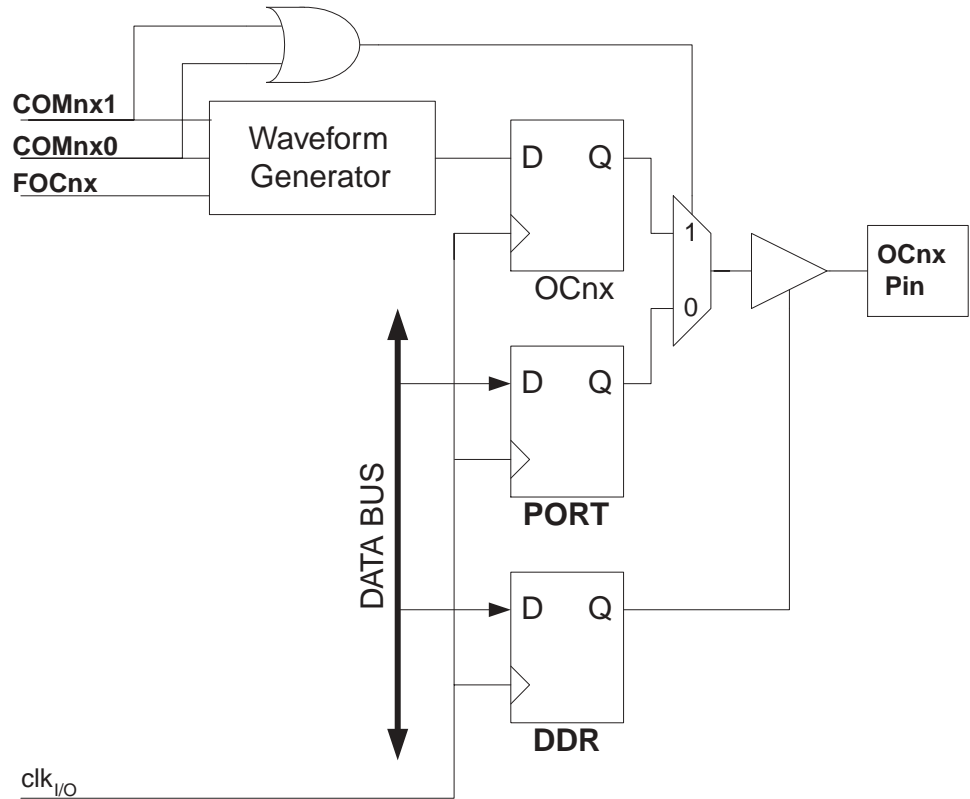 COMnx1
COMnx0
FOCnx
Waveform
Generator
D Q
OCnx
1
0
OCnx
Pin
D Q
PORT
DATA BUS
D Q
DDR
clkI/O